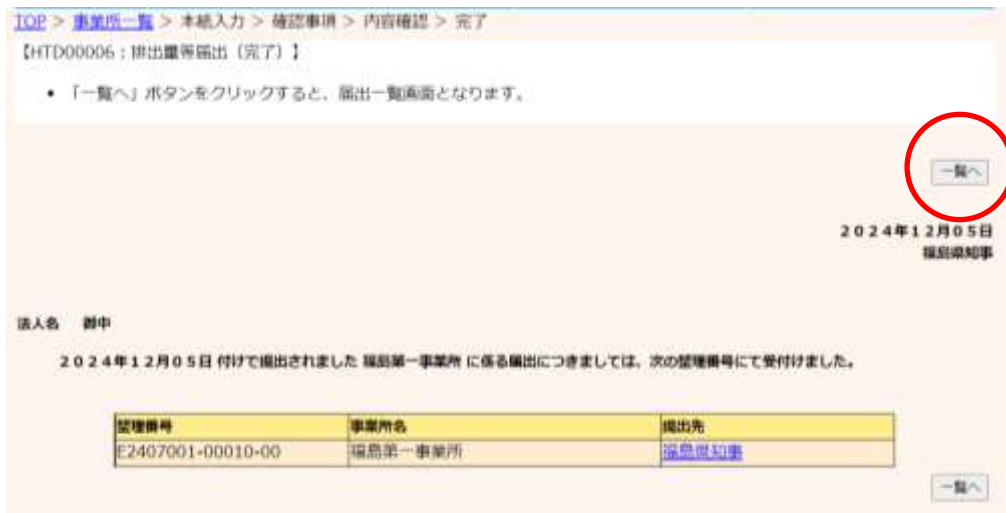 TOP > 事業所一覧 > 本紙入力 > 確認事項 > 内容確認 > 完了
【HTD00006：排出量等届出（完了）】
• 「一覧へ」ボタンをクリックすると、届出一覧画面となります。
一覧へ
２０２４年１２月０５日
福島県知事
法人名　御中
２０２４年１２月０５日 付けで提出されました 福島第一事業所 に係る届出につきましては、次の整理番号にて受付けました。
整理番号 事業所名 提出先
E2407001-00010-00 福島第一事業所 福島県知事
一覧へ